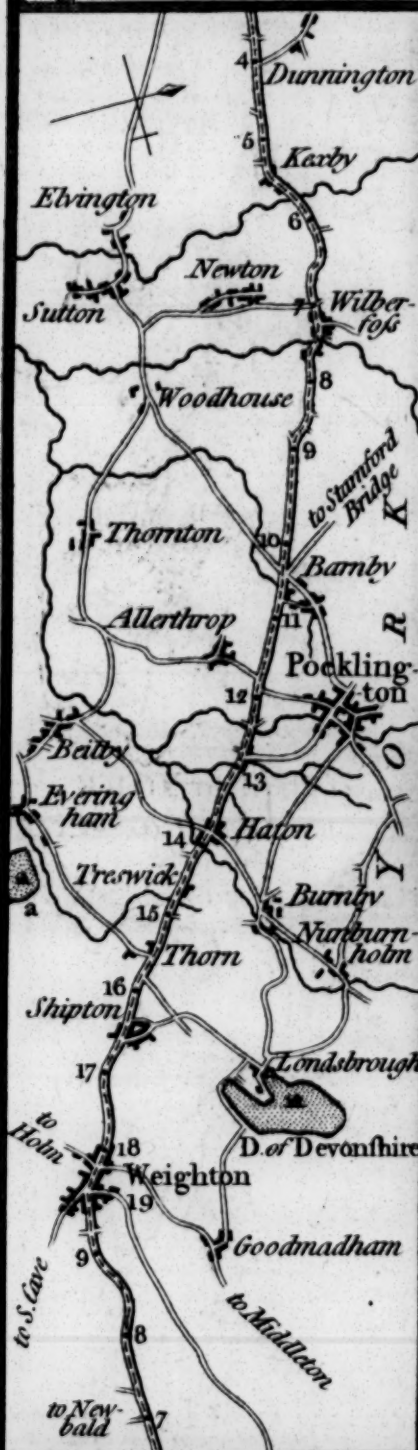 4
Dunnington
5
Kexby
Elvington
6
Newton
Sutton
7
Wilber-
foss
8
Woodhouse
9
to Stamford
Bridge
10
Thornton
Barnby
11
Allerthrop
Pockling-
ton
12
Beilby
13
Evering
ham
14
Haton
Treswick
a
a
15
Burnby
Nunburn-
holm
Thorn
16
Shipton
17
Londsbrough
a
D. of Devonshire
to
Holm
18
Weighton
19
Goodmadham
9
to S. Cave
to Middleton
8
to New-
bald
7
Y O R K